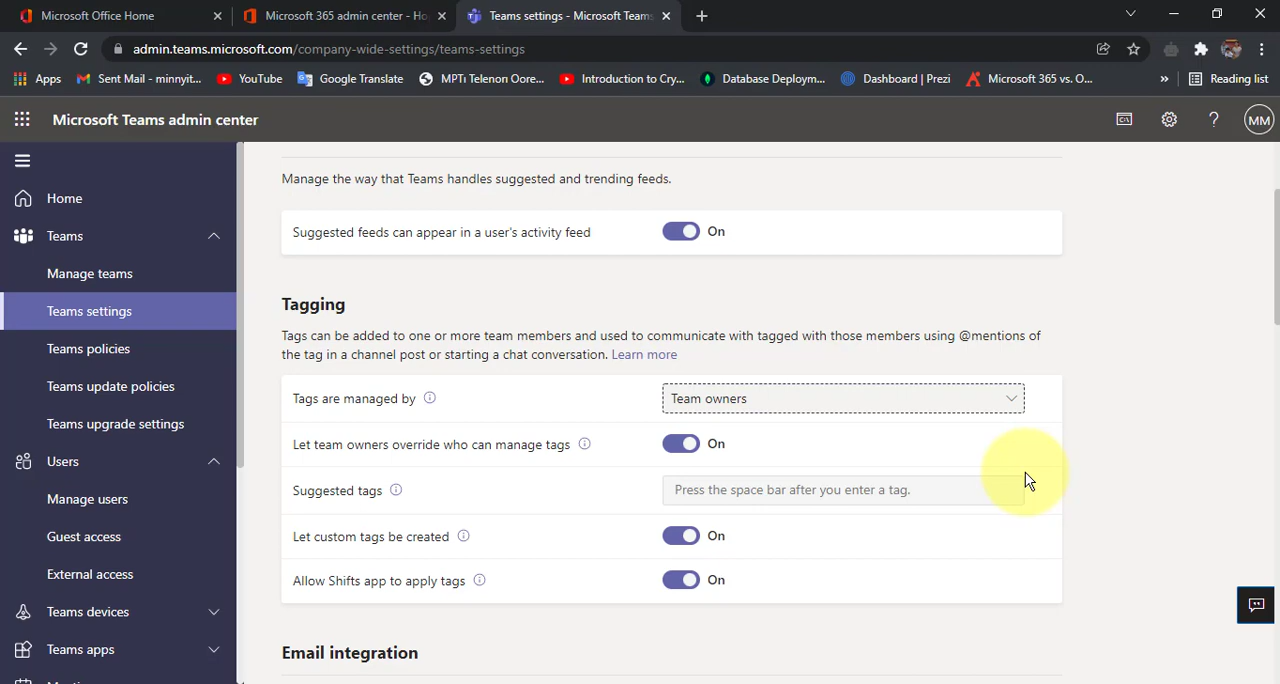 Microsoft Office Home
Microsoft 365 admin center - Ho
Teams settings - Microsoft Teams
admin.teams.microsoft.com/company-wide-settings/teams-settings
Apps
Sent Mail - minnyit...
YouTube
Google Translate
MPTi Telenon Oore...
Introduction to Cry...
Database Deploym...
Dashboard | Prezi
Microsoft 365 vs. O...
»
Reading list
Microsoft Teams admin center
?
MM
Home
Teams
Manage teams
Teams settings
Teams policies
Teams update policies
Teams upgrade settings
Users
Manage users
Guest access
External access
Teams devices
Teams apps
Manage the way that Teams handles suggested and trending feeds.
Suggested feeds can appear in a user's activity feed
On
Tagging
Tags can be added to one or more team members and used to communicate with tagged with those members using @mentions of
the tag in a channel post or starting a chat conversation. Learn more
Tags are managed by
Team owners
Let team owners override who can manage tags
On
Suggested tags
Press the space bar after you enter a tag.
Let custom tags be created
On
Allow Shifts app to apply tags
On
Email integration